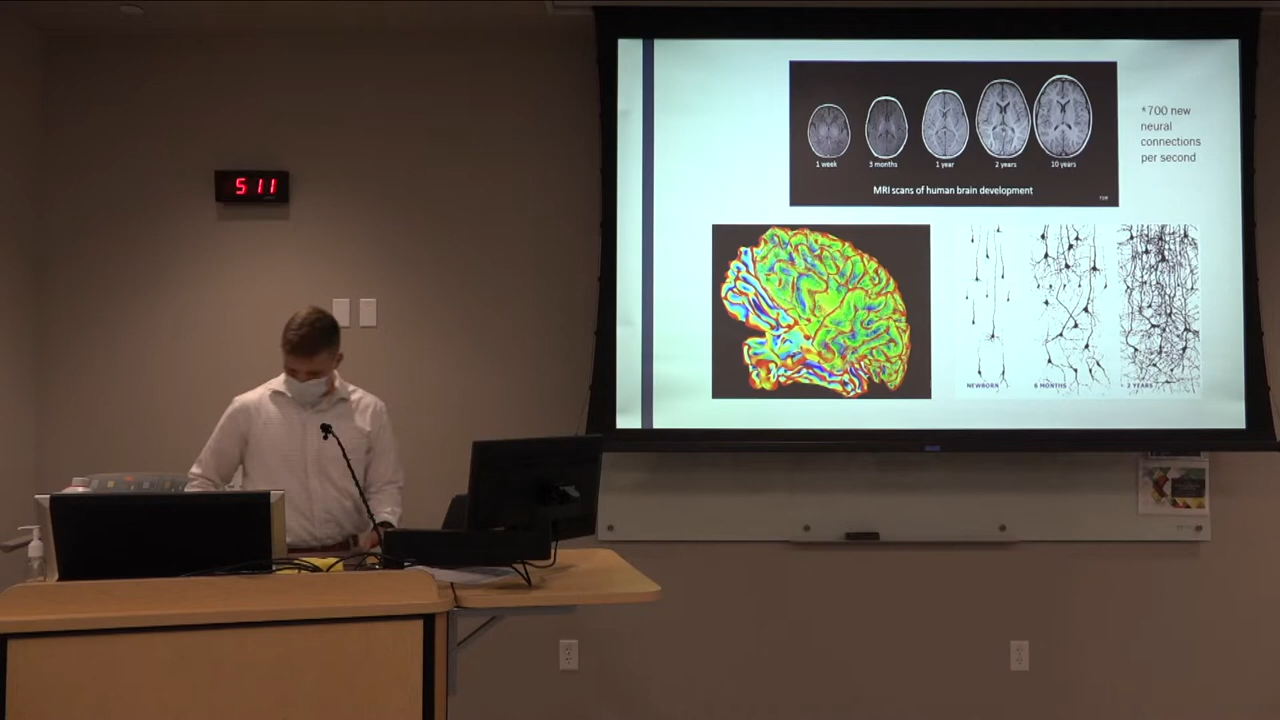 5 11
*700 new
neural
connections
per second
1 week 3 months 1 year 2 years 10 years
MRI scans of human brain development
NEWBORN 6 MONTHS 2 YEARS